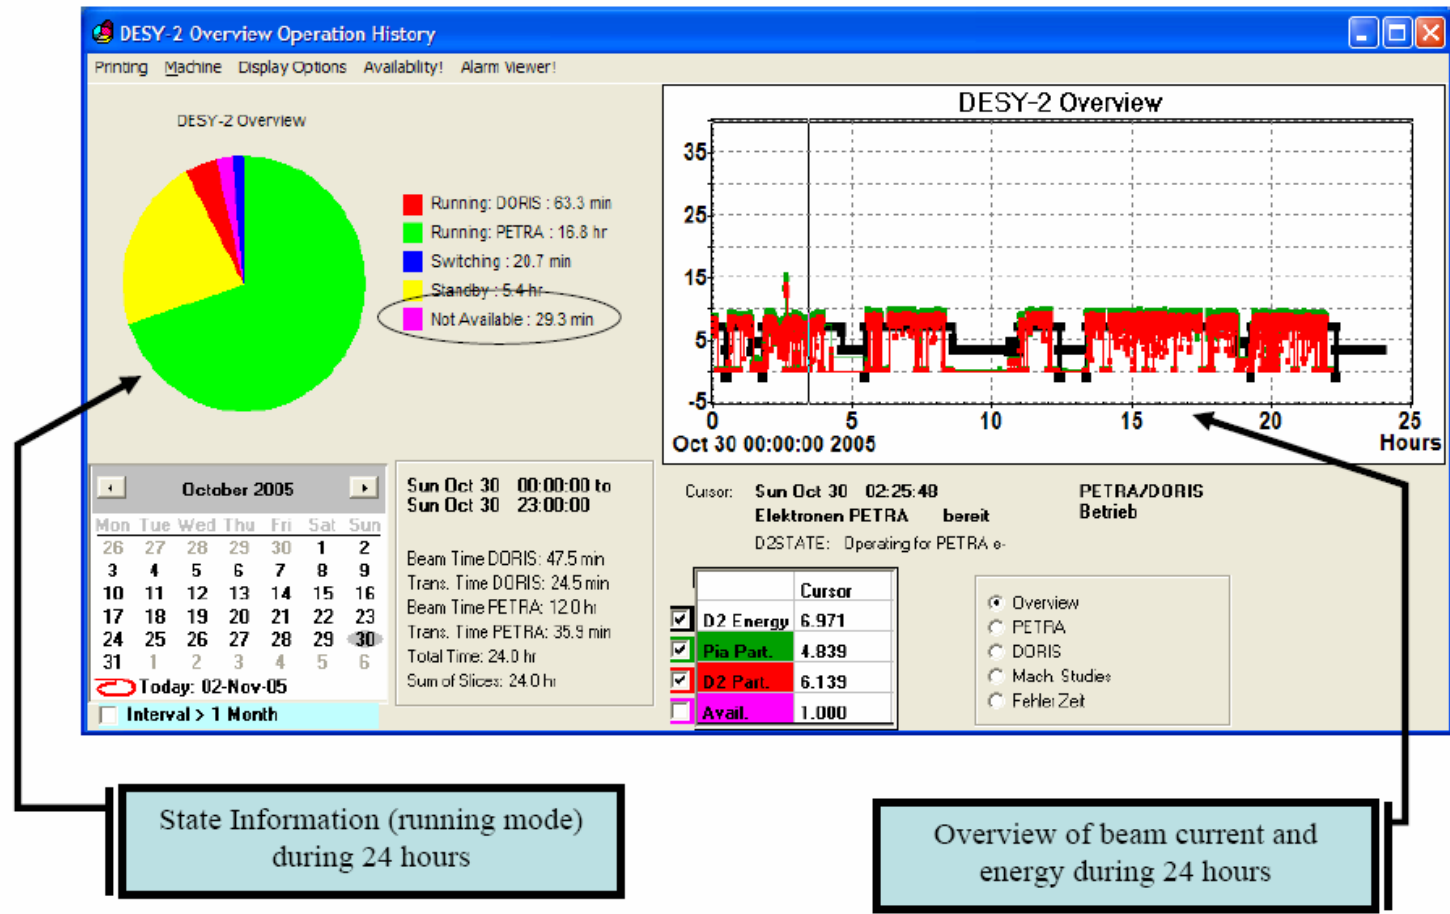 DESY-2 Overview Operation History
Printing Machine Display Options Availability! Alarm Viewer!
DESY-2 Overview
Running: DORIS : 63.3 min
Running: PETRA : 16.8 hr
Switching : 20.7 min
Standby : 5.4 hr
Not Available : 29.3 min
DESY-2 Overview
35
25
15
5
-5
0 5 10 15 20 25
Oct 30 00:00:00 2005 Hours
October 2005
Mon Tue Wed Thu Fri Sat Sun
26 27 28 29 30 1 2
3 4 5 6 7 8 9
10 11 12 13 14 15 16
17 18 19 20 21 22 23
24 25 26 27 28 29 30
31 1 2 3 4 5 6
Today: 02-Nov-05
Interval > 1 Month
Sun Oct 30 00:00:00 to
Sun Oct 30 23:00:00
Beam Time DORIS: 47.5 min
Trans. Time DORIS: 24.5 min
Beam Time PETRA: 12.0 hr
Trans. Time PETRA: 35.9 min
Total Time: 24.0 hr
Sum of Slices: 24.0 hr
Cursor: Sun Oct 30 02:25:48
Elektronen PETRA bereit
D2STATE: Operating for PETRA e-
PETRA/DORIS
Betrieb
Cursor
D2 Energy 6.971
Pia Part. 4.839
D2 Part. 6.139
Avail. 1.000
Overview
PETRA
DORIS
Mach. Studies
Fehler Zeit
State Information (running mode)
during 24 hours
Overview of beam current and
energy during 24 hours